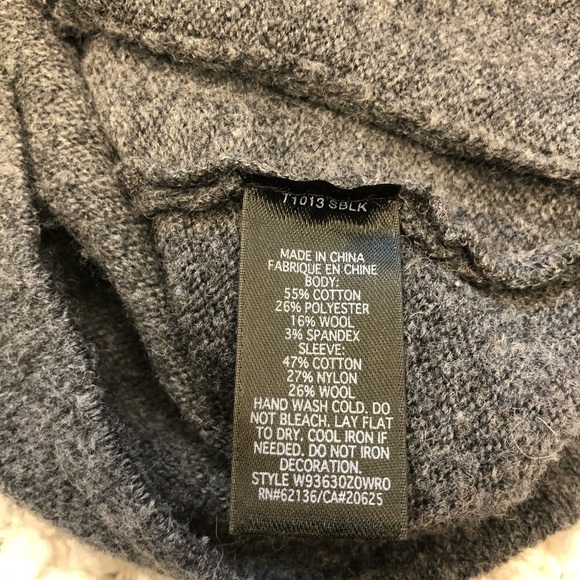 T1013 SBLK
MADE IN CHINA
FABRIQUE EN CHINE
BODY:
55% COTTON
26% POLYESTER
16% WOOL
3% SPANDEX
SLEEVE:
47% COTTON
27% NYLON
26% WOOL
HAND WASH COLD. DO
NOT BLEACH. LAY FLAT
TO DRY. COOL IRON IF
NEEDED. DO NOT IRON
DECORATION.
STYLE W93630Z0WR0
RN#62136/CA#20625